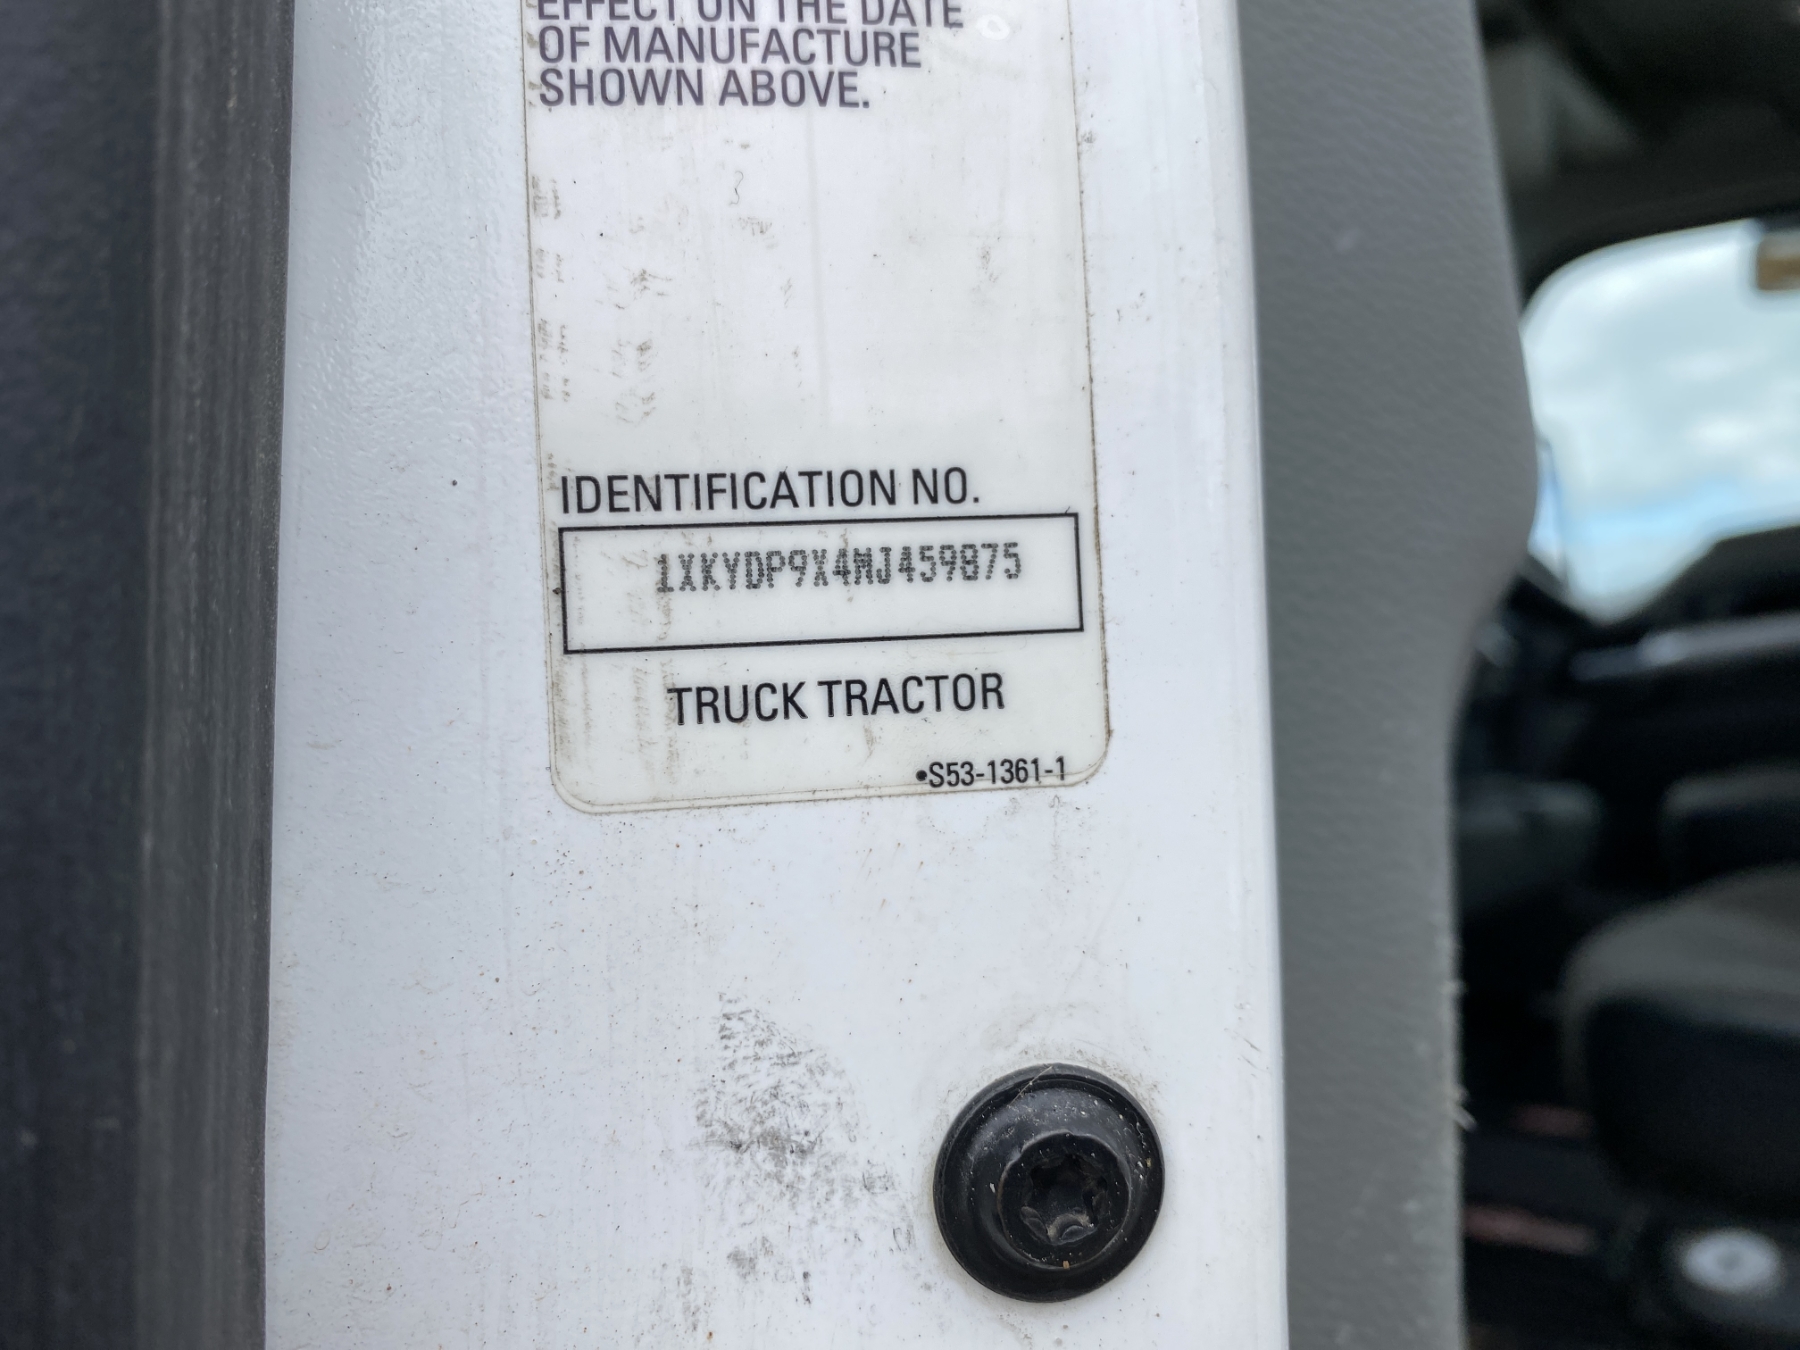 EFFECT ON THE DATE
OF MANUFACTURE
SHOWN ABOVE.
IDENTIFICATION NO.
1XKYDP9X4MJ459875
TRUCK TRACTOR
•S53-1361-1